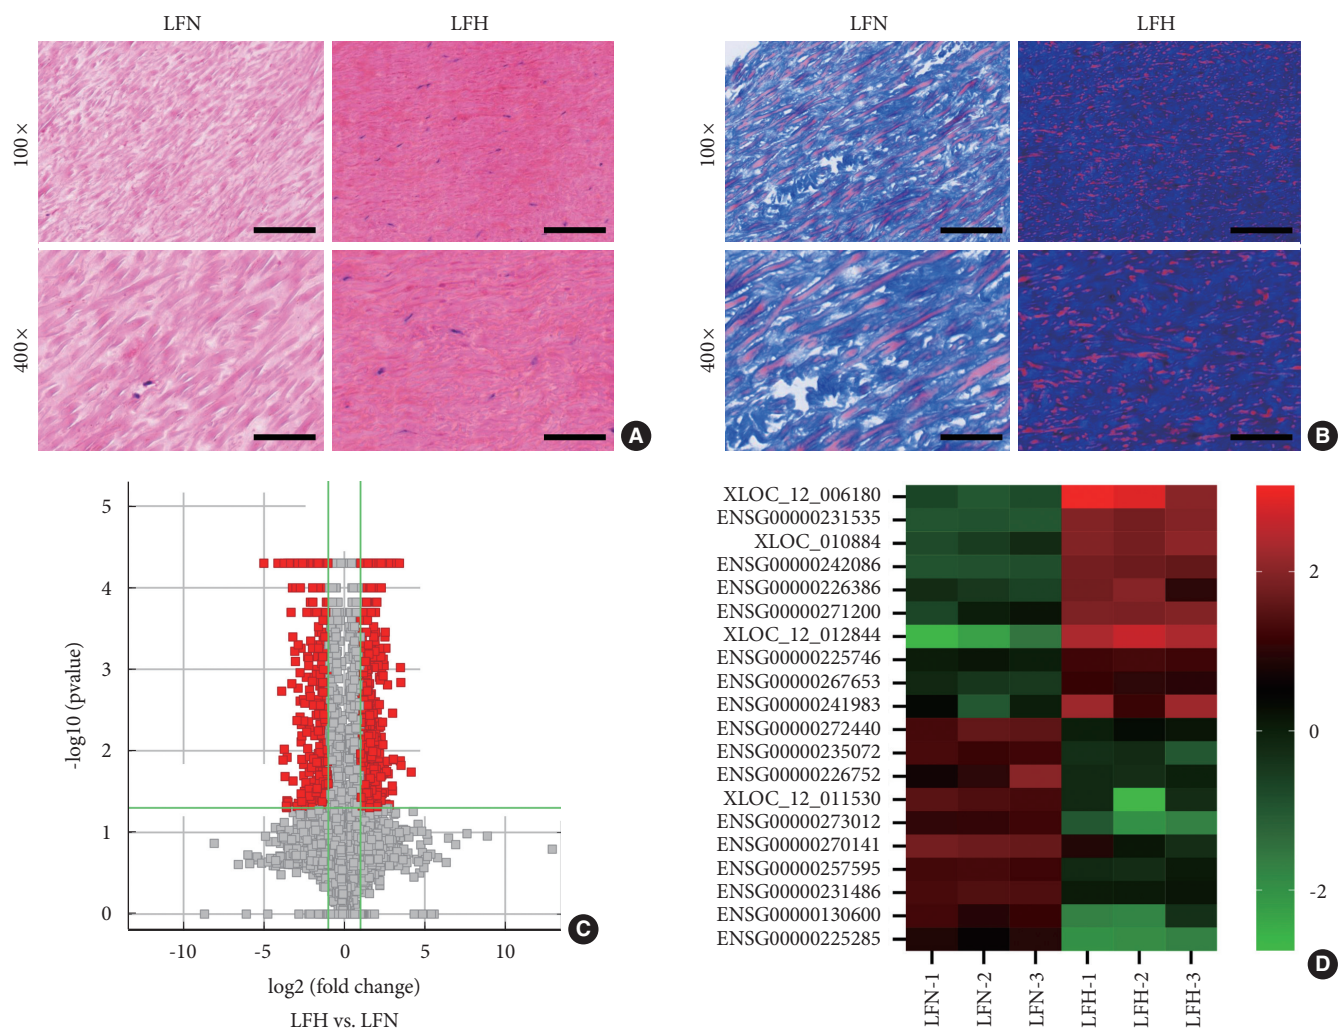 LFN
LFH
100×
400×
A
LFN
LFH
100×
400×
B
5
4
3
2
1
0
-log10 (pvalue)
-10
-5
0
5
10
log2 (fold change)
LFH vs. LFN
C
XLOC_12_006180
ENSG00000231535
XLOC_010884
ENSG00000242086
ENSG00000226386
ENSG00000271200
XLOC_12_012844
ENSG00000225746
ENSG00000267653
ENSG00000241983
ENSG00000272440
ENSG00000235072
ENSG00000226752
XLOC_12_011530
ENSG00000273012
ENSG00000270141
ENSG00000257595
ENSG00000231486
ENSG00000130600
ENSG00000225285
LFN-1
LFN-2
LFN-3
LFH-1
LFH-2
LFH-3
2
0
-2
D